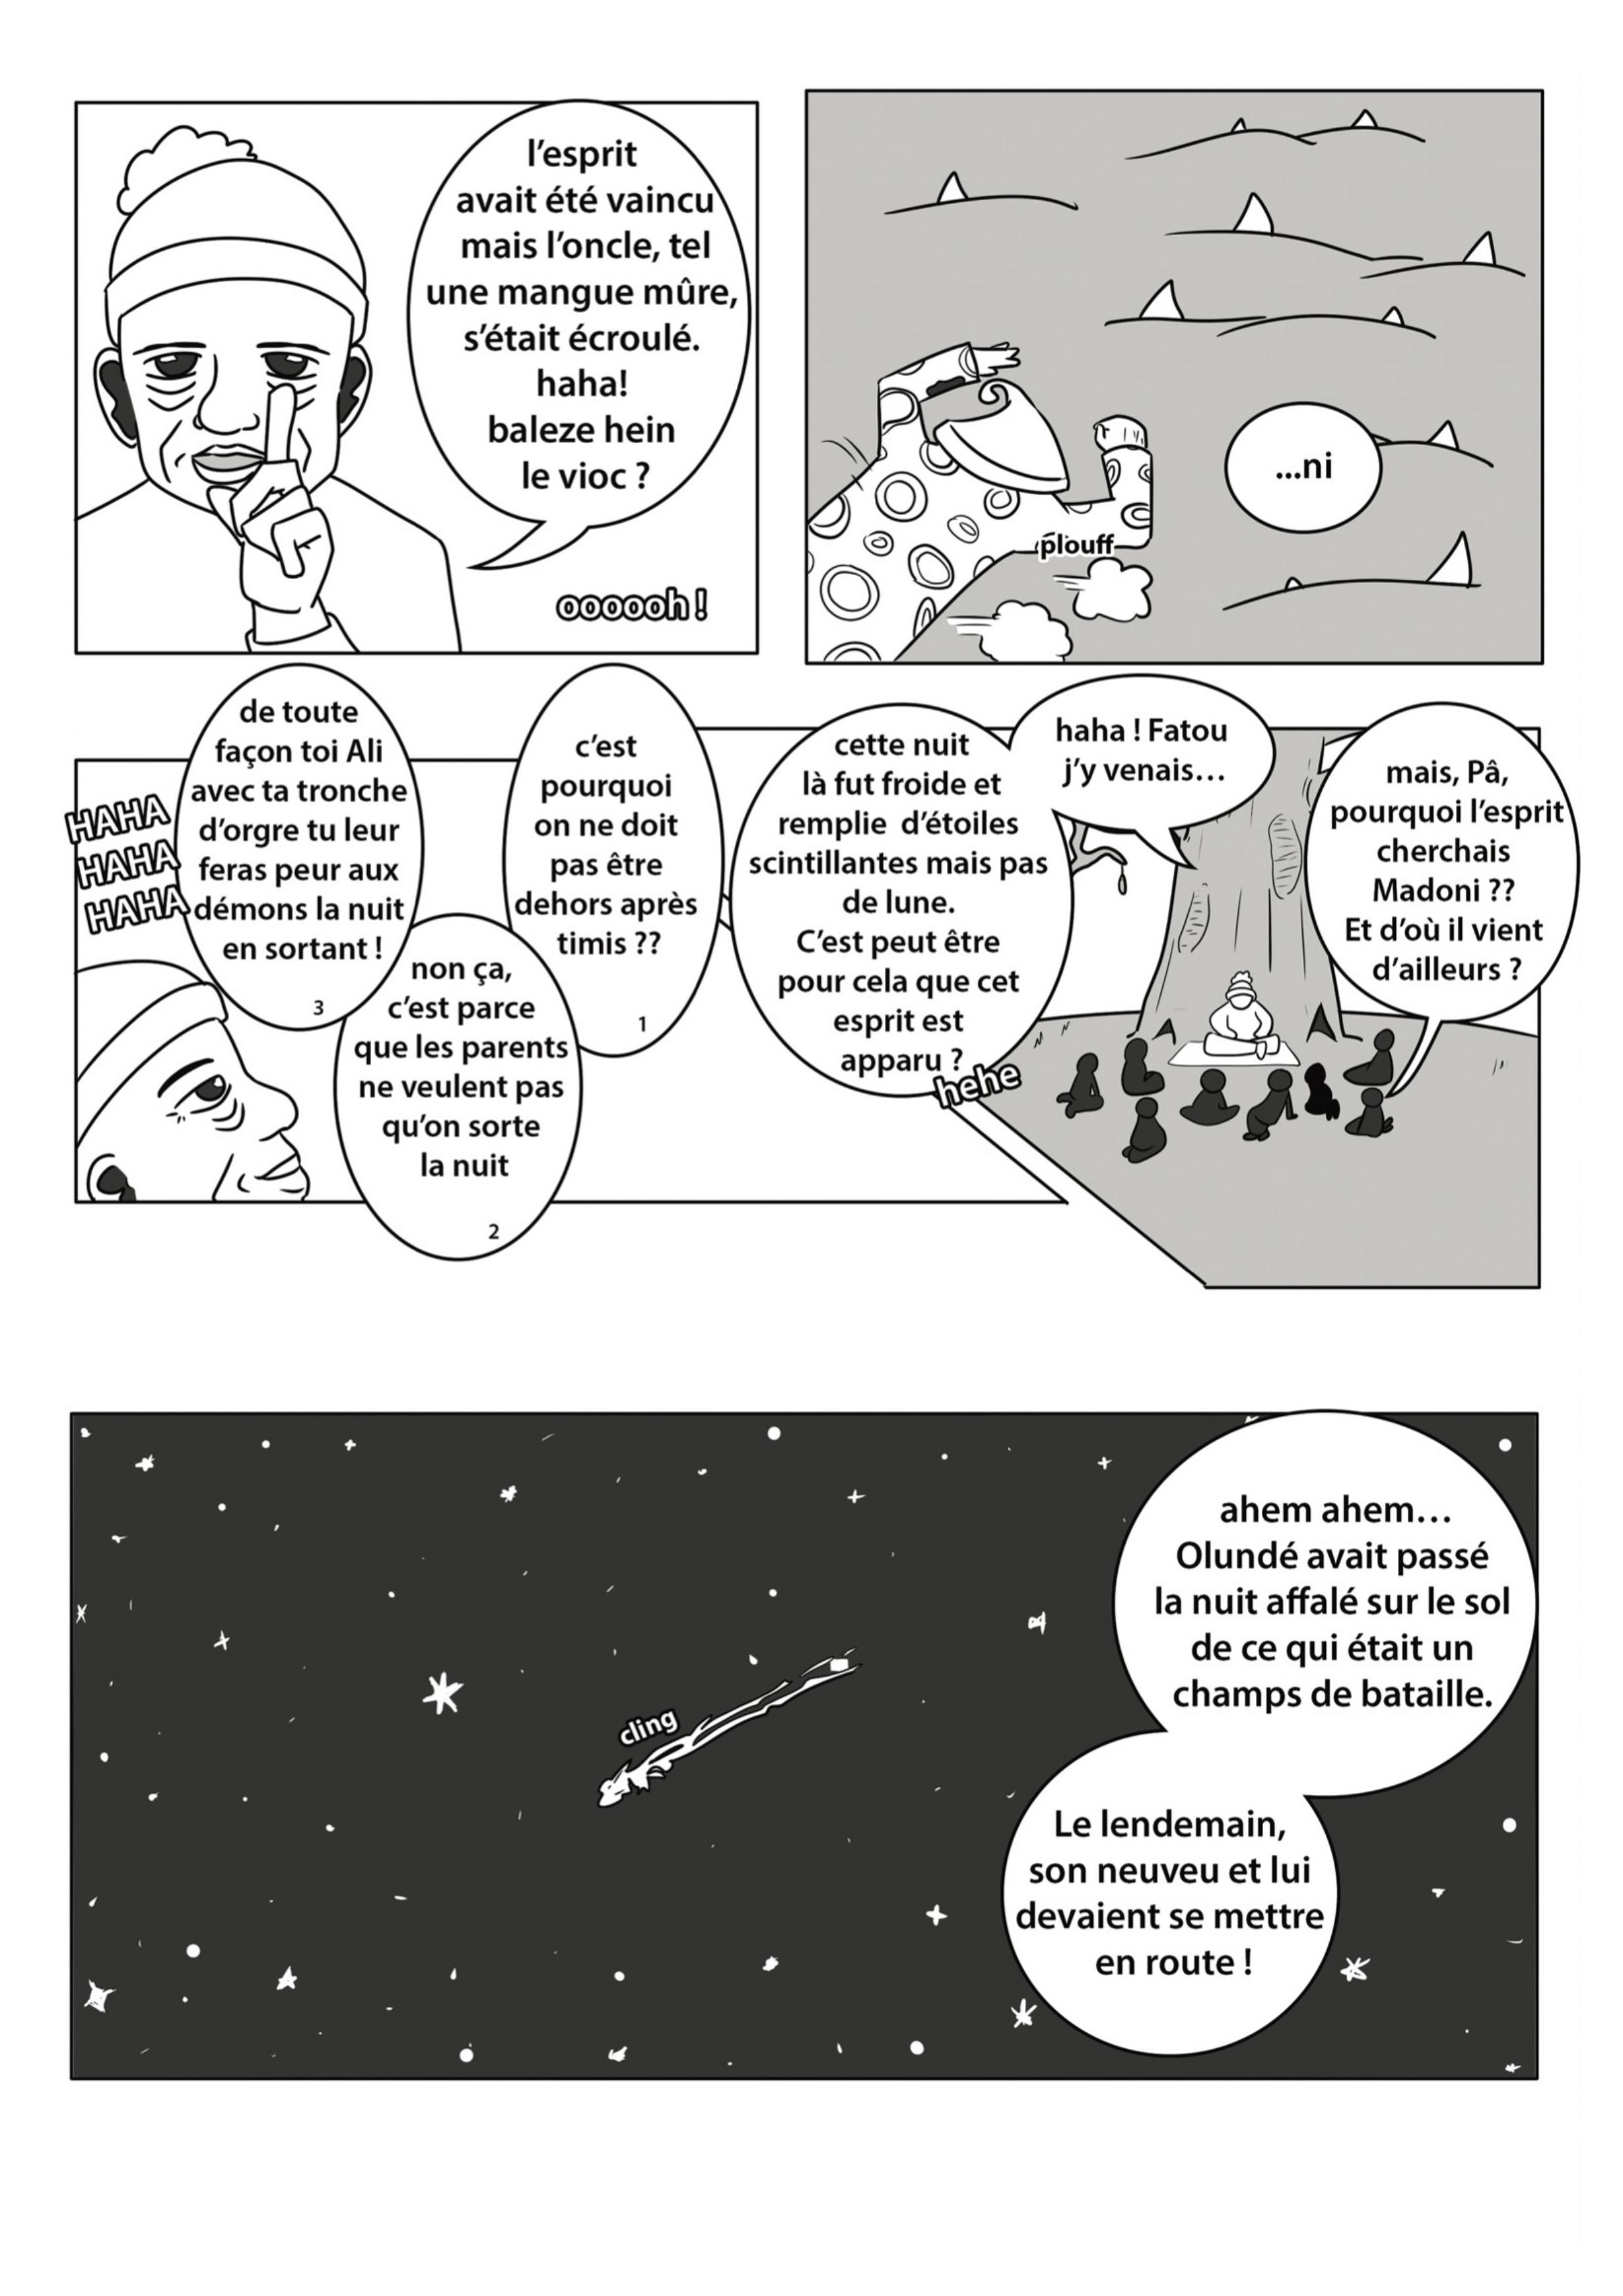 ...ni
plouff
l'esprit
avait été vaincu
mais l'oncle, tel
une mangue mûre,
s'était écroulé.
haha!
baleze hein
le vioc ?
oooooh !
mais, Pâ,
pourquoi l'esprit
cherchais
Madoni ??
Et d'où il vient
d'ailleurs ?
haha ! Fatou
j'y venais…
cette nuit
là fut froide et
remplie d'étoiles
scintillantes mais pas
de lune.
C'est peut être
pour cela que cet
esprit est
apparu ?
hehe
c'est
pourquoi
on ne doit
pas être
dehors après
timis ??
1
non ça,
c'est parce
que les parents
ne veulent pas
qu'on sorte
la nuit
2
de toute
façon toi Ali
avec ta tronche
d'orgre tu leur
feras peur aux
démons la nuit
en sortant !
3
HAHA
HAHA
HAHA
ahem ahem…
Olundé avait passé
la nuit affalé sur le sol
de ce qui était un
champs de bataille.
Le lendemain,
son neuveu et lui
devaient se mettre
en route !
cling